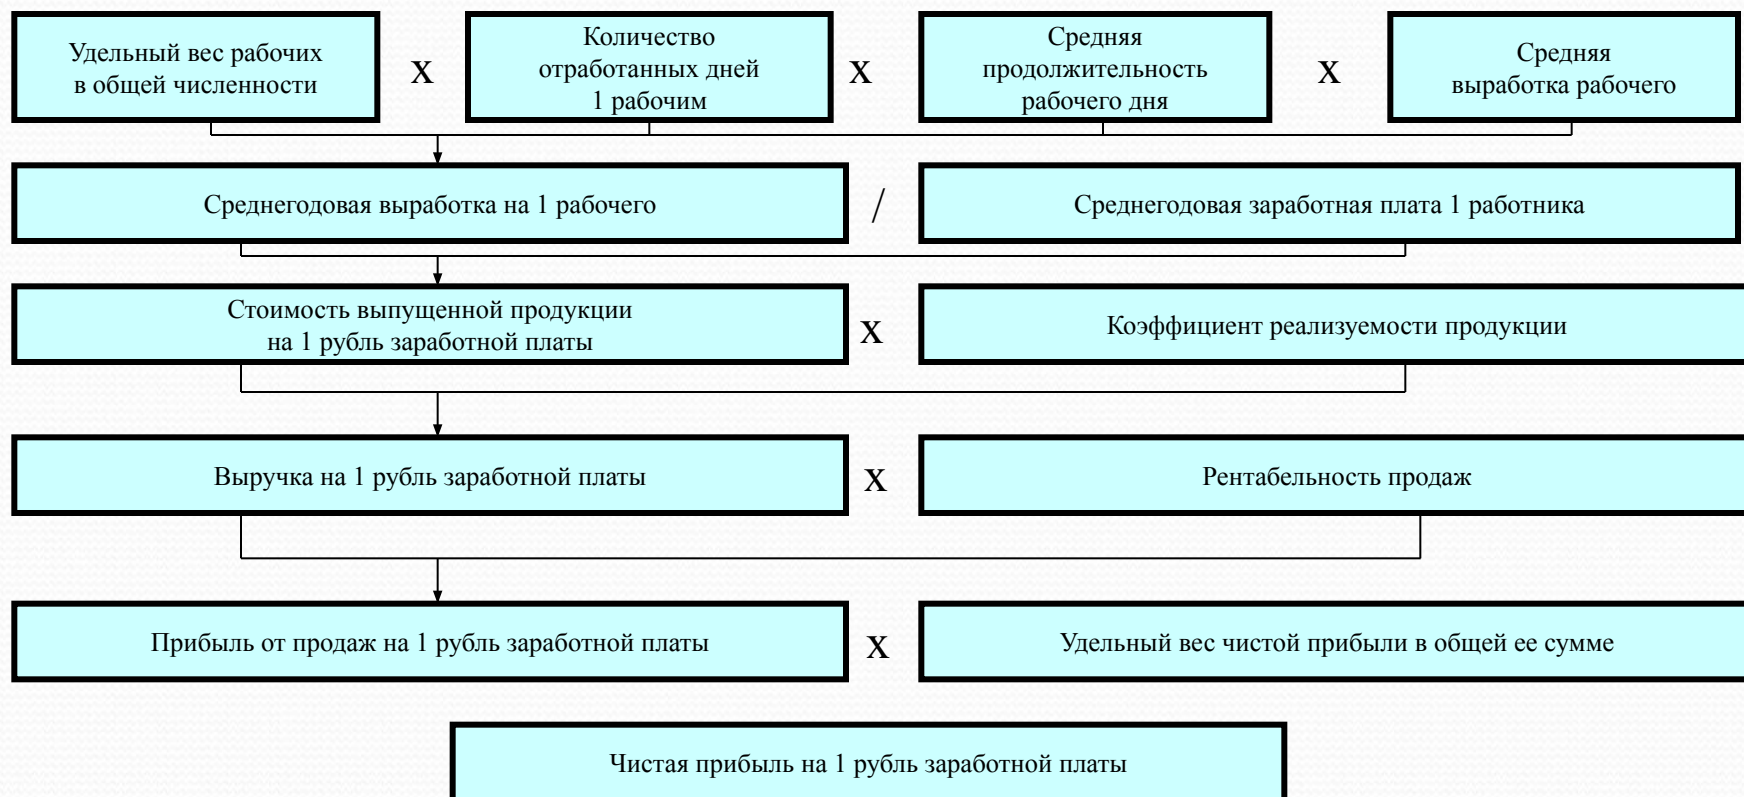 Удельный вес рабочих
в общей численности
х
Количество
отработанных дней
1 рабочим
х
Средняя
продолжительность
рабочего дня
х
Средняя
выработка рабочего
Среднегодовая выработка на 1 рабочего
/
Среднегодовая заработная плата 1 работника
Стоимость выпущенной продукции
на 1 рубль заработной платы
х
Коэффициент реализуемости продукции
Выручка на 1 рубль заработной платы
х
Рентабельность продаж
Прибыль от продаж на 1 рубль заработной платы
х
Удельный вес чистой прибыли в общей ее сумме
Чистая прибыль на 1 рубль заработной платы